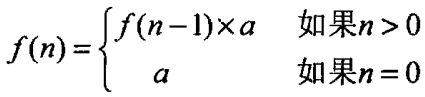 f(n) = { f(n−1)×a 如果n > 0
a 如果n = 0